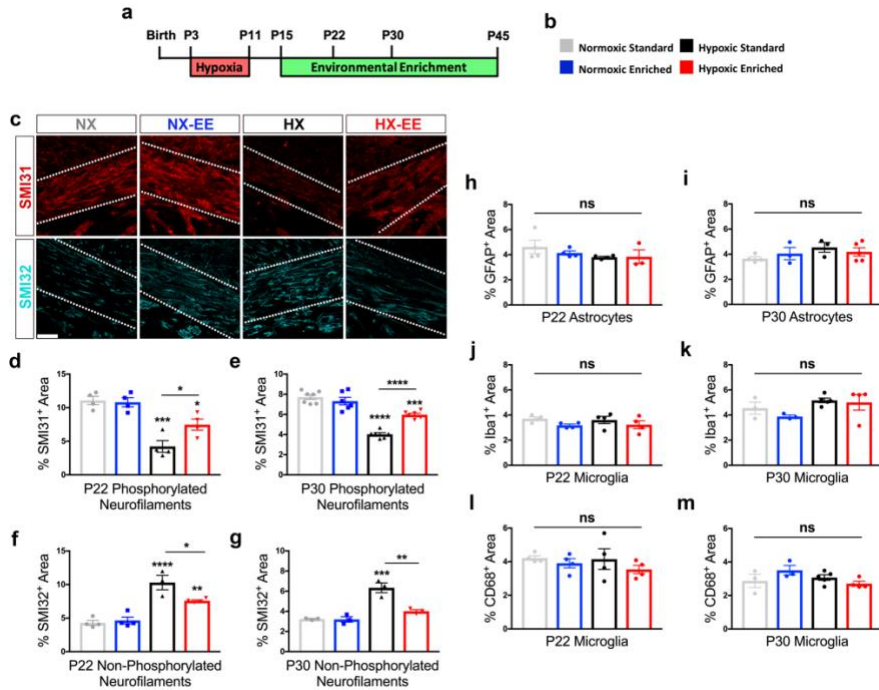 a
Birth P3 P11 P15 P22 P30 P45
Hypoxia Environmental Enrichment
b
Normoxic Standard Hypoxic Standard
Normoxic Enriched Hypoxic Enriched
c
NX NX-EE HX HX-EE
SMI31
SMI32
d
% SMI31+ Area
15
10
5
0
*
*** *
P22 Phosphorylated
Neurofilaments
e
% SMI31+ Area
10
8
6
4
2
0
****
**** ***
P30 Phosphorylated
Neurofilaments
f
% SMI32+ Area
15
10
5
0
*
**** **
P22 Non-Phosphorylated
Neurofilaments
g
% SMI32+ Area
10
8
6
4
2
0
**
***
P30 Non-Phosphorylated
Neurofilaments
h
% GFAP+ Area
8
6
4
2
0
ns
P22 Astrocytes
i
% GFAP+ Area
8
6
4
2
0
ns
P30 Astrocytes
j
% Iba1+ Area
8
6
4
2
0
ns
P22 Microglia
k
% Iba1+ Area
8
6
4
2
0
ns
P30 Microglia
l
% CD68+ Area
6
4
2
0
ns
P22 Microglia
m
% CD68+ Area
8
6
4
2
0
ns
P30 Microglia